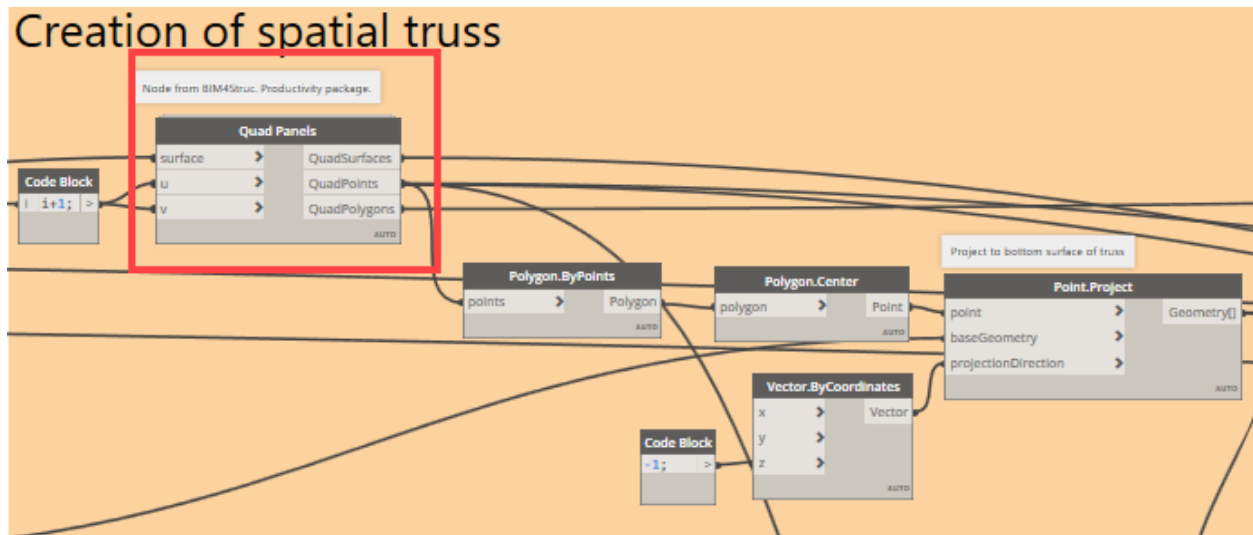 Creation of spatial truss
Node from BIM4Struc. Productivity package.
Quad Panels
surface > QuadSurfaces
u > QuadPoints
v > QuadPolygons
AUTO
Code Block
i i+1; >
Project to bottom surface of truss
Polygon.ByPoints
points > Polygon
AUTO
Polygon.Center
polygon > Point
AUTO
Point.Project
point > Geometry[]
baseGeometry >
projectionDirection >
AUTO
Vector.ByCoordinates
x > Vector
y >
z >
AUTO
Code Block
-1; >